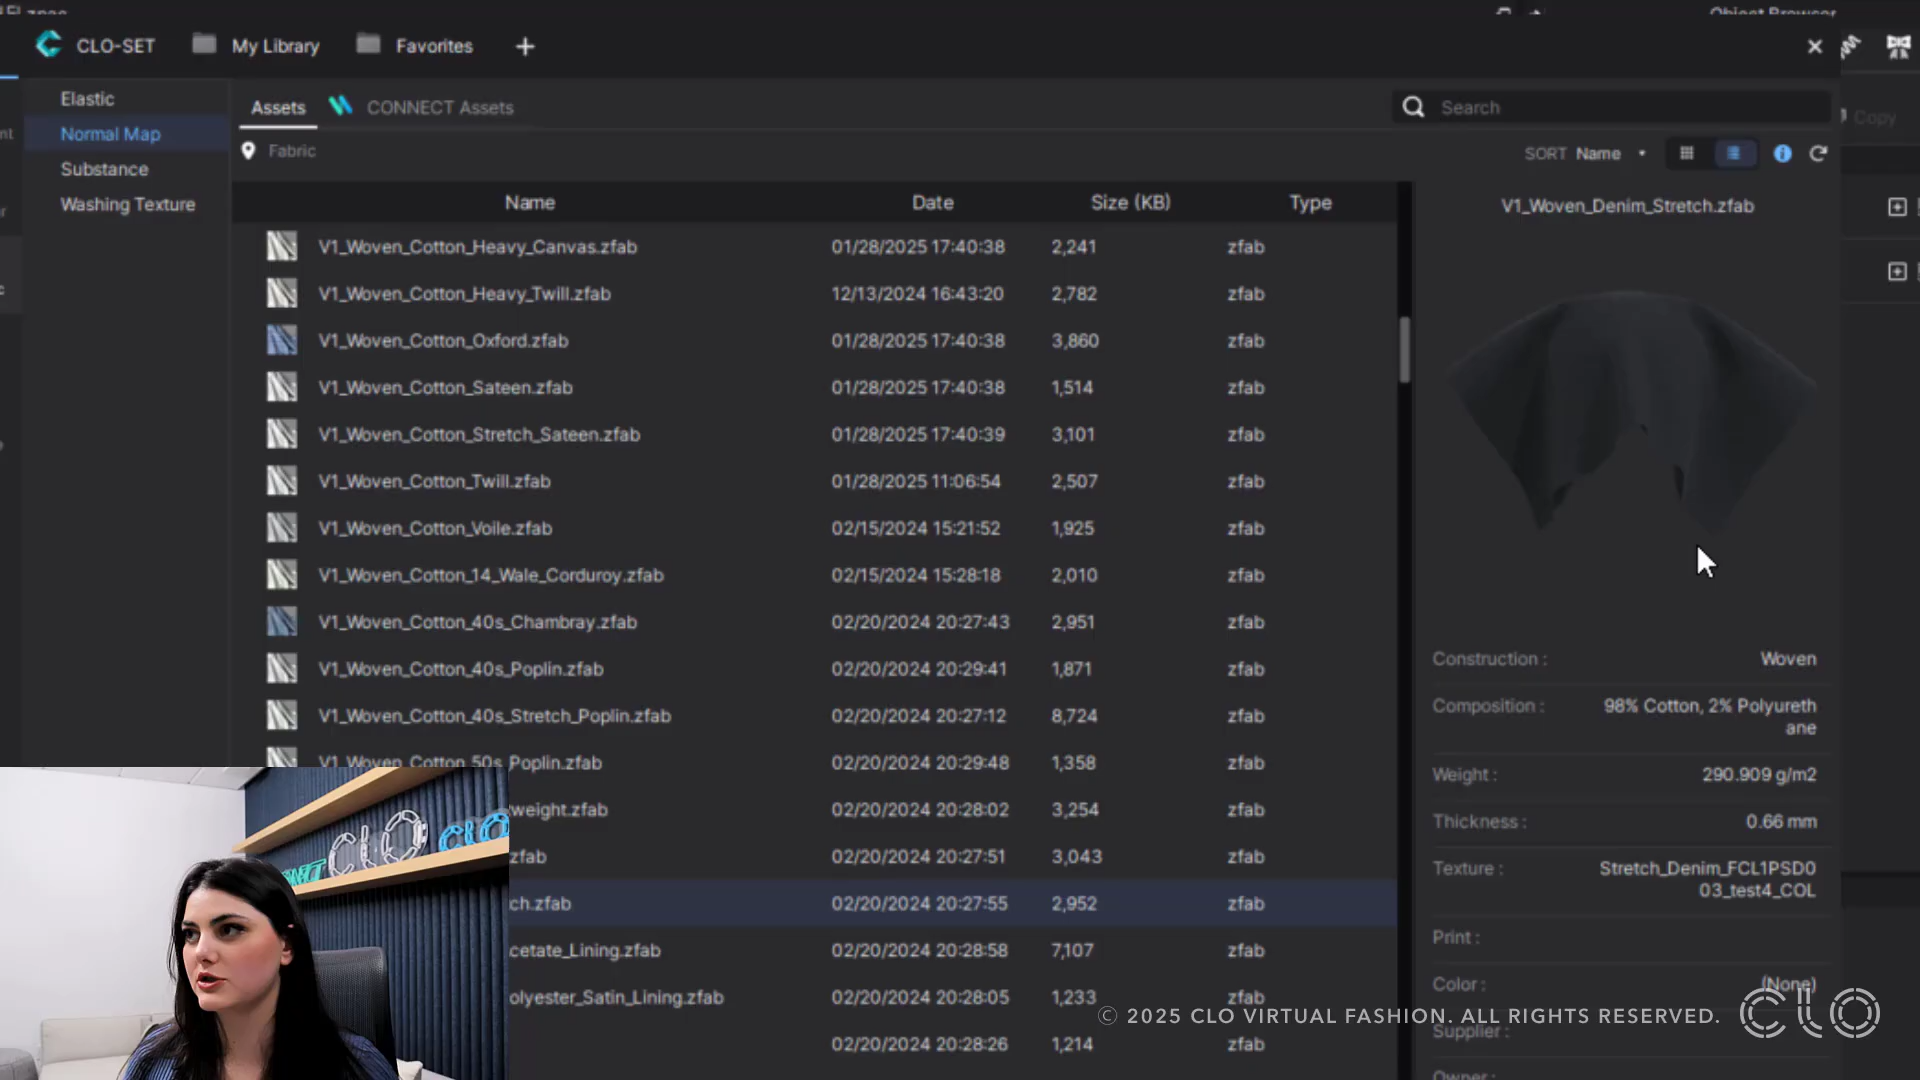 Object Browser
CLO-SET My Library Favorites
Elastic
Normal Map
Substance
Washing Texture
Assets CONNECT Assets Search
Copy
Fabric SORT Name
Name Date Size (KB) Type
V1_Woven_Cotton_Heavy_Canvas.zfab 01/28/2025 17:40:38 2,241 zfab
V1_Woven_Cotton_Heavy_Twill.zfab 12/13/2024 16:43:20 2,782 zfab
V1_Woven_Cotton_Oxford.zfab 01/28/2025 17:40:38 3,860 zfab
V1_Woven_Cotton_Sateen.zfab 01/28/2025 17:40:38 1,514 zfab
V1_Woven_Cotton_Stretch_Sateen.zfab 01/28/2025 17:40:39 3,101 zfab
V1_Woven_Cotton_Twill.zfab 01/28/2025 11:06:54 2,507 zfab
V1_Woven_Cotton_Voile.zfab 02/15/2024 15:21:52 1,925 zfab
V1_Woven_Cotton_14_Wale_Corduroy.zfab 02/15/2024 15:28:18 2,010 zfab
V1_Woven_Cotton_40s_Chambray.zfab 02/20/2024 20:27:43 2,951 zfab
V1_Woven_Cotton_40s_Poplin.zfab 02/20/2024 20:29:41 1,871 zfab
V1_Woven_Cotton_40s_Stretch_Poplin.zfab 02/20/2024 20:27:12 8,724 zfab
V1_Woven_Cotton_50s_Poplin.zfab 02/20/2024 20:29:48 1,358 zfab
weight.zfab 02/20/2024 20:28:02 3,254 zfab
zfab 02/20/2024 20:27:51 3,043 zfab
ch.zfab 02/20/2024 20:27:55 2,952 zfab
cetate_Lining.zfab 02/20/2024 20:28:58 7,107 zfab
olyester_Satin_Lining.zfab 02/20/2024 20:28:05 1,233 zfab
02/20/2024 20:28:26 1,214 zfab
V1_Woven_Denim_Stretch.zfab
Construction : Woven
Composition : 98% Cotton, 2% Polyureth
ane
Weight : 290.909 g/m2
Thickness : 0.66 mm
Texture : Stretch_Denim_FCL1PSD0
03_test4_COL
Print :
Color : (None)
Supplier :
Owner :
CLO CLO
© 2025 CLO VIRTUAL FASHION. ALL RIGHTS RESERVED. CLO